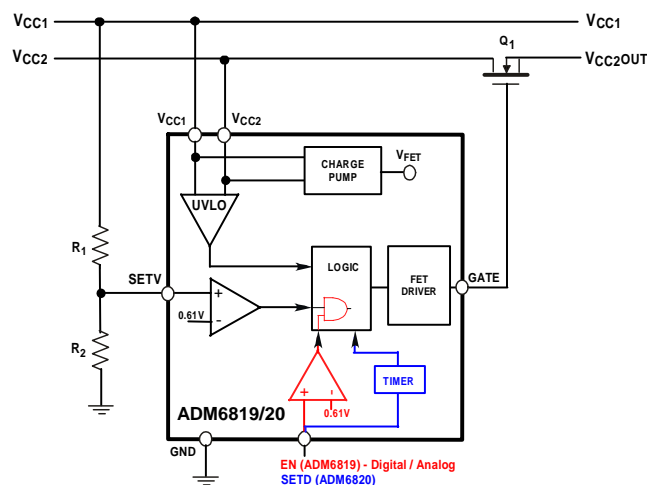 VCC1
VCC1
VCC2
Q1
VCC2OUT
VCC1
VCC2
CHARGE
PUMP
VFET
UVLO
R1
SETV
LOGIC
FET
DRIVER
GATE
+
-
0.61V
R2
TIMER
+
-
0.61V
ADM6819/20
GND
EN (ADM6819) - Digital / Analog
SETD (ADM6820)